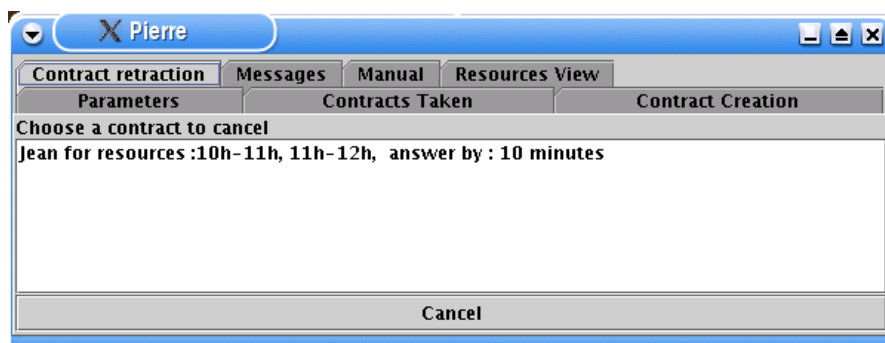 Pierre
Contract retraction Messages Manual Resources View
Parameters Contracts Taken Contract Creation
Choose a contract to cancel
Jean for resources :10h-11h, 11h-12h, answer by : 10 minutes
Cancel